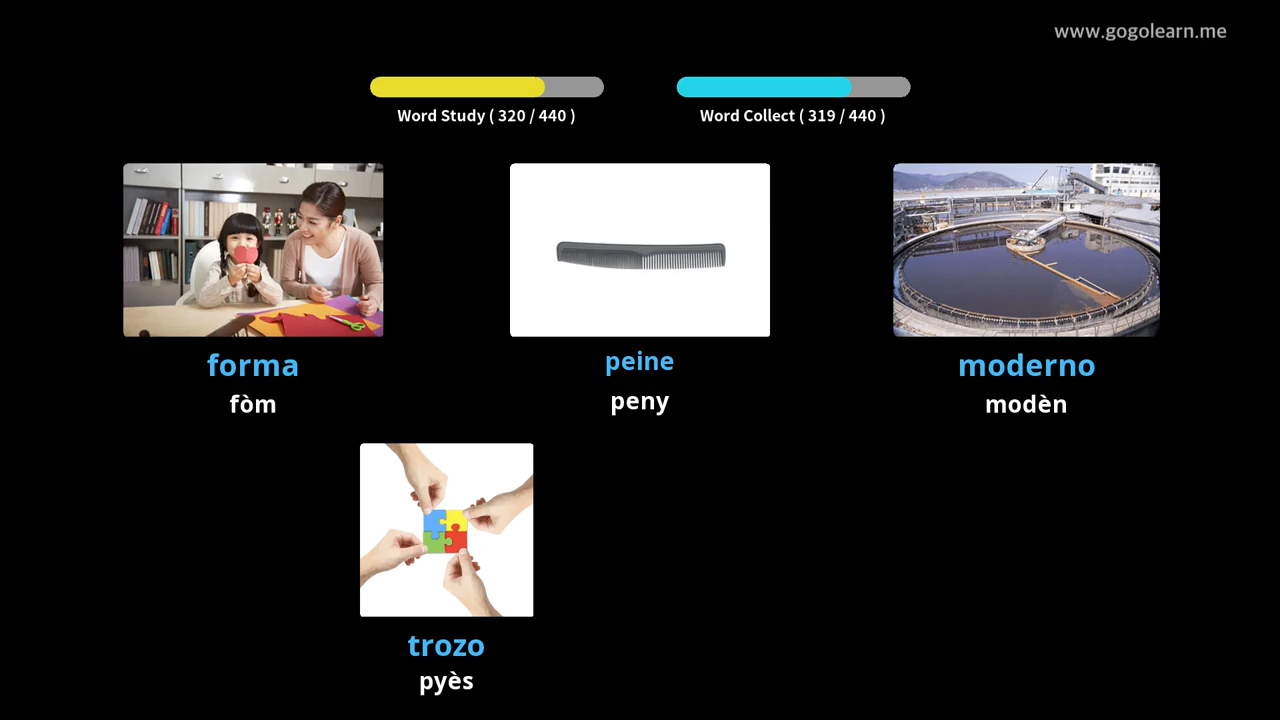 www.gogolearn.me
Word Study ( 320 / 440 )
Word Collect ( 319 / 440 )
forma
fòm
peine
peny
moderno
modèn
trozo
pyès